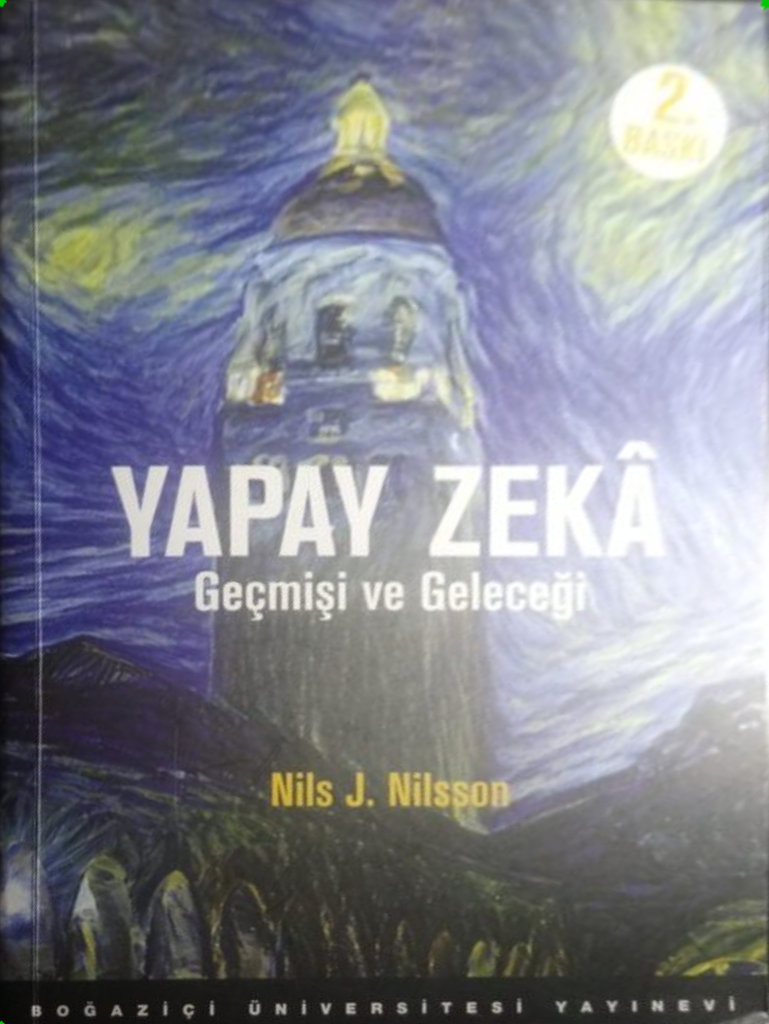 2.
BASKI
YAPAY ZEKÂ
Geçmişi ve Geleceği
Nils J. Nilsson
BOĞAZİÇİ ÜNİVERSİTESİ YAYINEVİ